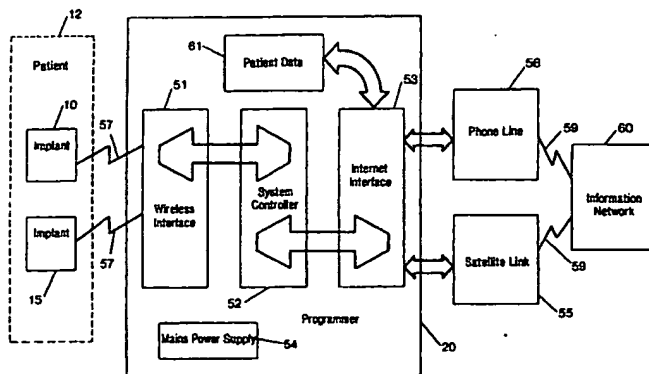 12
Patient
10
Implant
57
Implant
15
57
61
Patient Data
51
53
Wireless Interface
System
Controller
Internet Interface
52
Programmer
Mains Power Supply
54
20
56
Phone Line
59
60
Information
Network
Satellite Link
59
55